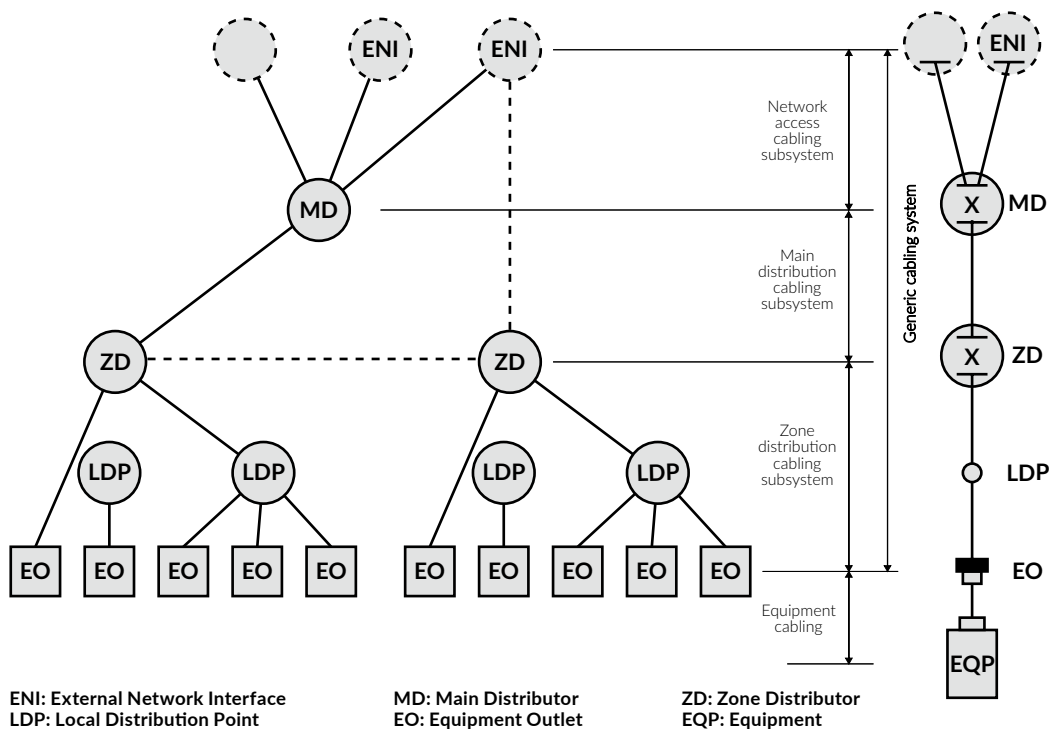 ENI
ENI
ENI
Network
access
cabling
subsystem
MD
X
MD
Main
distribution
cabling
subsystem
Generic cabling system
ZD
ZD
X
ZD
Zone
distribution
cabling
subsystem
LDP
LDP
LDP
LDP
LDP
EO
EO
EO
EO
EO
EO
EO
EO
EO
EO
EO
Equipment
cabling
EQP
ENI: External Network Interface
MD: Main Distributor
ZD: Zone Distributor
LDP: Local Distribution Point
EO: Equipment Outlet
EQP: Equipment